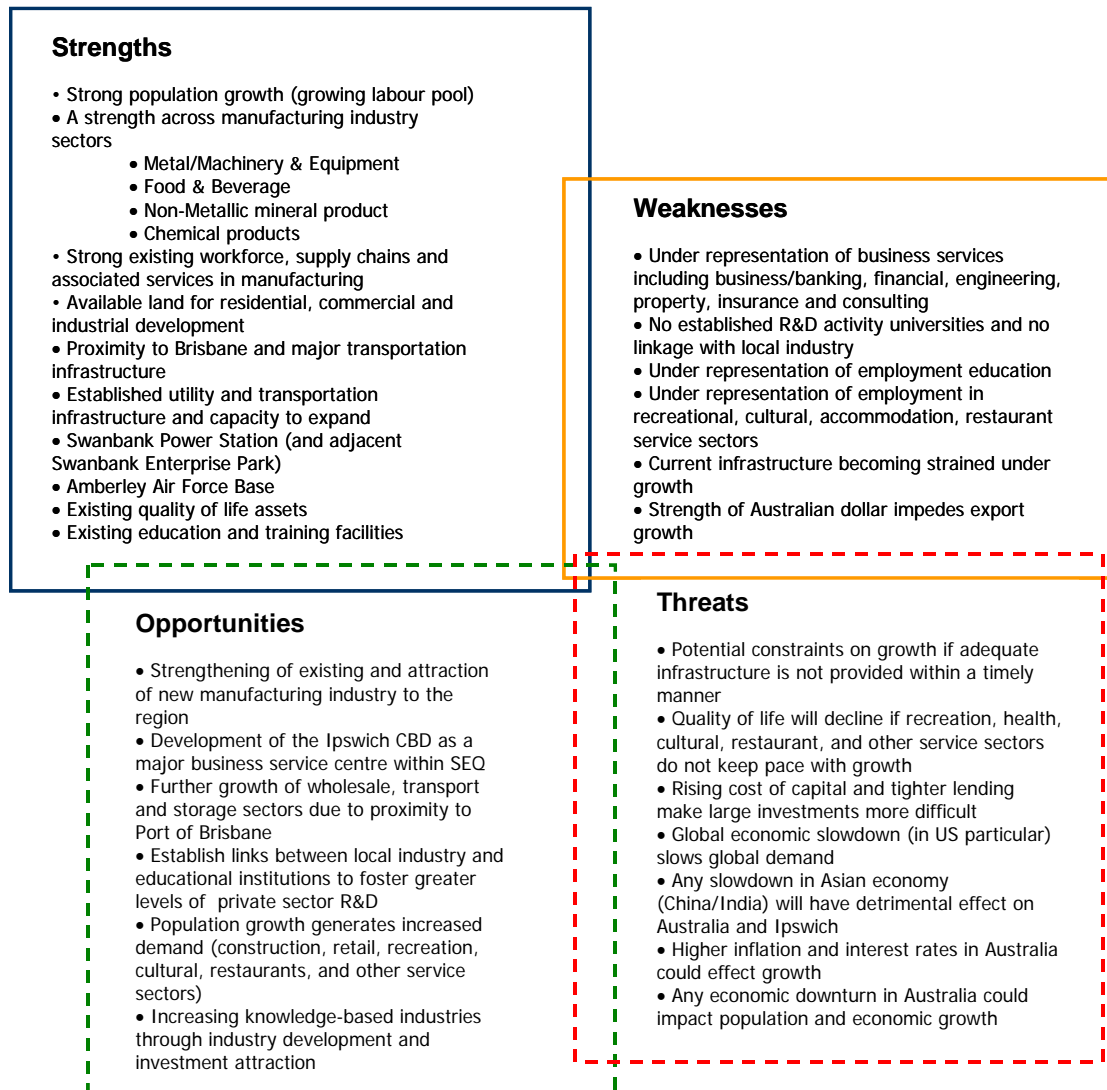 Strengths
• Strong population growth (growing labour pool)
• A strength across manufacturing industry
sectors
• Metal/Machinery & Equipment
• Food & Beverage
• Non-Metallic mineral product
• Chemical products
• Strong existing workforce, supply chains and
associated services in manufacturing
• Available land for residential, commercial and
industrial development
• Proximity to Brisbane and major transportation
infrastructure
• Established utility and transportation
infrastructure and capacity to expand
• Swanbank Power Station (and adjacent
Swanbank Enterprise Park)
• Amberley Air Force Base
• Existing quality of life assets
• Existing education and training facilities
Weaknesses
• Under representation of business services
including business/banking, financial, engineering,
property, insurance and consulting
• No established R&D activity universities and no
linkage with local industry
• Under representation of employment education
• Under representation of employment in
recreational, cultural, accommodation, restaurant
service sectors
• Current infrastructure becoming strained under
growth
• Strength of Australian dollar impedes export
growth
Opportunities
• Strengthening of existing and attraction
of new manufacturing industry to the
region
• Development of the Ipswich CBD as a
major business service centre within SEQ
• Further growth of wholesale, transport
and storage sectors due to proximity to
Port of Brisbane
• Establish links between local industry and
educational institutions to foster greater
levels of private sector R&D
• Population growth generates increased
demand (construction, retail, recreation,
cultural, restaurants, and other service
sectors)
• Increasing knowledge-based industries
through industry development and
investment attraction
Threats
• Potential constraints on growth if adequate
infrastructure is not provided within a timely
manner
• Quality of life will decline if recreation, health,
cultural, restaurant, and other service sectors
do not keep pace with growth
• Rising cost of capital and tighter lending
make large investments more difficult
• Global economic slowdown (in US particular)
slows global demand
• Any slowdown in Asian economy
(China/India) will have detrimental effect on
Australia and Ipswich
• Higher inflation and interest rates in Australia
could effect growth
• Any economic downturn in Australia could
impact population and economic growth